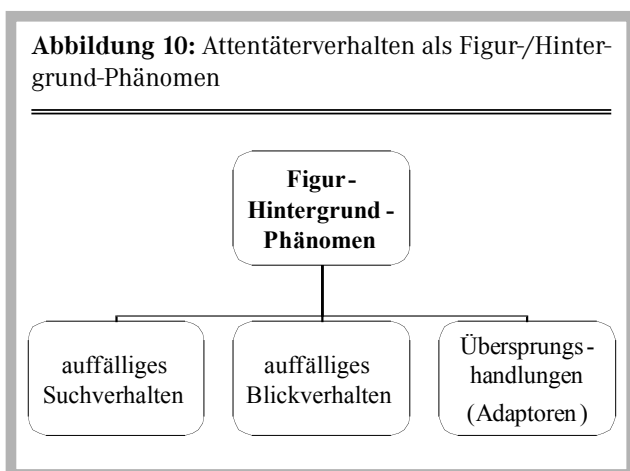 Abbildung 10: Attentäterverhalten als Figur-/Hinter-
grund-Phänomen
Figur-
Hintergrund -
Phänomen
auffälliges
Suchverhalten
auffälliges
Blickverhalten
Übersprungs -
handlungen
(Adaptoren )